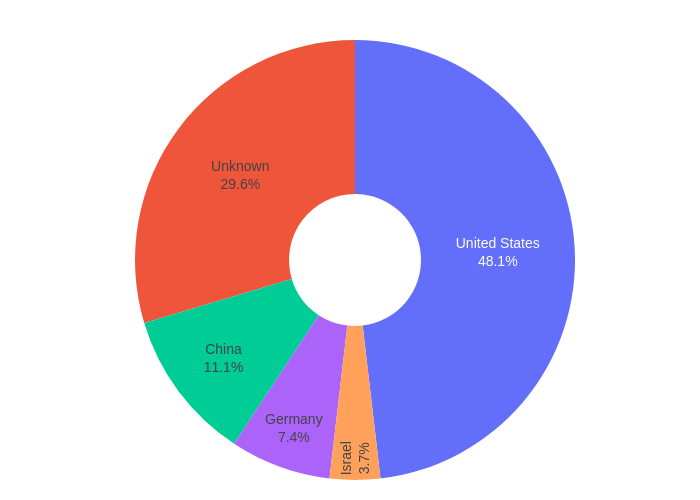 Unknown
29.6%
United States
48.1%
China
11.1%
Germany
7.4%
Israel
3.7%